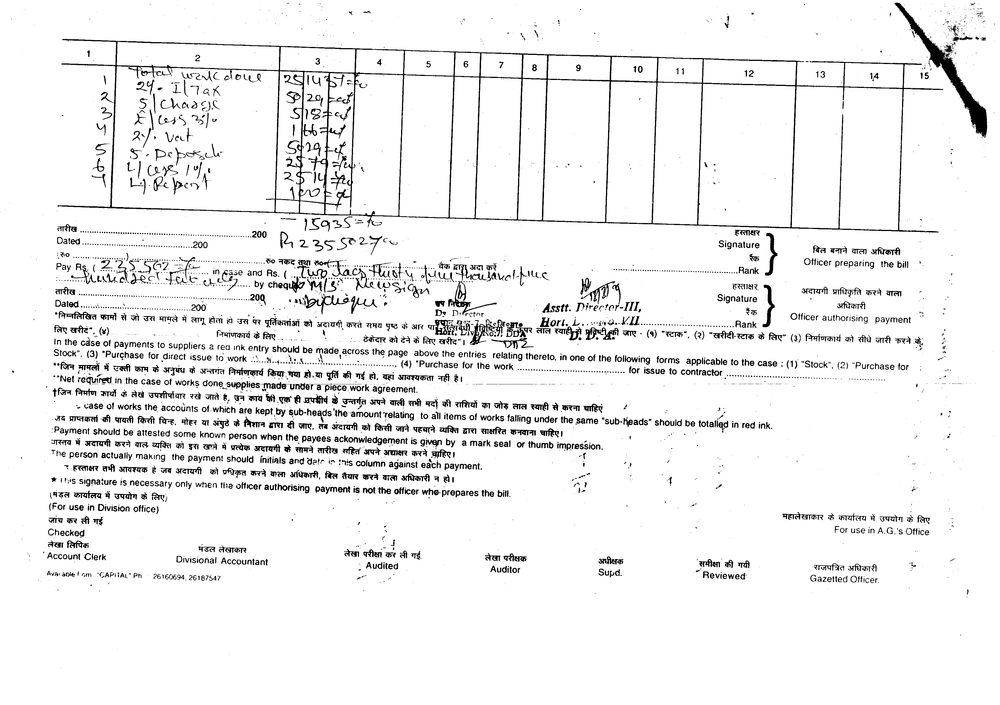 1 2 3 4 5 6 7 8 9 10 11 12 13 14 15
Total work done 251437=00
1 2%. I/Tax 5029=00
2 S/Charge 518=00
3 E/Cess 3% 166=00
4 2%. Vat 5029=00
5 S. Deposit 2579=00
6 L/Cess 1% 2514=00
7 L.). Report 100=00
15935=00
तारीख 200
Dated 200
Rs 235502=00
हस्ताक्षर
Signature
रैंक
Rank
बिल बनाने वाला अधिकारी
Officer preparing the bill
(रु० रु० नकद तथा रु० चैक द्वारा अदा करें
Pay Rs. (235502=00 in case and Rs. (Two Lacs thirty five thousand five
hundred two only by cheque M/S. Newsign
by cheque.
तारीख 200
Dated 200
उप निदेशक
Dy Director
Hort. Divn. No. 7, DDA
Asstt. Director-III,
Hort. No. VII
D. D. A.
हस्ताक्षर
Signature
रैंक
Rank
अदायगी प्राधिकृति करने वाला
अधिकारी
Officer authorising payment
*निम्नलिखित फार्मो से जो उस मामले में लागू होता हो उस पर पूर्तिकर्ताओं को अदायगी करते समय पृष्ठ के आर पार तत्संबंधी प्रविष्टियों के ऊपर लाल स्याही से प्रविष्टी की जाए - (१) "स्टाक", (२) "खरीदी-स्टाक के लिए" (३) निर्माणकार्य को सीधे जारी करने के
लिए खरीद", (४) निर्माणकार्य के लिए ठेकेदार को देने के लिए खरीद"।
In the case of payments to suppliers a red ink entry should be made across the page above the entries relating thereto, in one of the following forms applicable to the case : (1) "Stock", (2) "Purchase for
Stock", (3) "Purchase for direct issue to work ..., (4) "Purchase for the work ... for issue to contractor ...
**जिन मामलों में उक्ती काम के अनुबंध के अन्तर्गत निर्माणकार्य किया गया हो या पूर्ति की गई हो, वहां आवश्यकता नहीं है।
**Net required in the case of works done supplies made under a piece work agreement.
†जिन निर्माण कार्यो के लेखे उपशीर्षोवार रखे जाते है, उन काय की एक ही उपशीर्ष के उन्तर्गत अपने वाली सभी मदों की राशियों का जोड़ लाल स्याही से करना चाहिएं
case of works the accounts of which are kept by sub-heads the amount relating to all items of works falling under the same "sub-heads" should be totalled in red ink.
जब प्राप्तकर्ता की पावती किसी चिन्ह, मोहर या अंगुठे के निशान द्वारा दी जाए, तब अदायगी को किसी जाने पहचाने व्यक्ति द्वारा साक्षरित कनवाना चाहिए।
:Payment should be attested some known person when the payees ackonwledgement is given by a mark seal or thumb impression.
वास्तव में अदायगी करने वाले व्यक्ति को इस खाने में प्रत्येक अदायगी के सामने तारीख सहित अपने अद्याक्षर करने चाहिए।
The person actually making the payment should initials and date in this column against each payment.
हस्ताक्षर तभी आवश्यक है जब अदायगी को प्रधिकृत करने वाला अधिकारी, बिल तैयार करने वाला अधिकारी न हो।
★ This signature is necessary only when the officer authorising payment is not the officer who prepares the bill.
(मंडल कार्यालय में उपयोग के लिए)
(For use in Division office)
महालेखाकार के कार्यालय में उपयोग के लिए
For use in A.G.'s Office
जांच कर ली गई
Checked
लेखा लिपिक
Account Clerk
मंडल लेखाकार
Divisional Accountant
लेखा परीक्षा कर ली गई
Audited
लेखा परीक्षक
Auditor
अधीक्षक
Supd.
समीक्षा की गयी
Reviewed
राजपत्रित अधिकारी
Gazetted Officer.
Available from "CAPITAL" Ph 26160694, 26187547